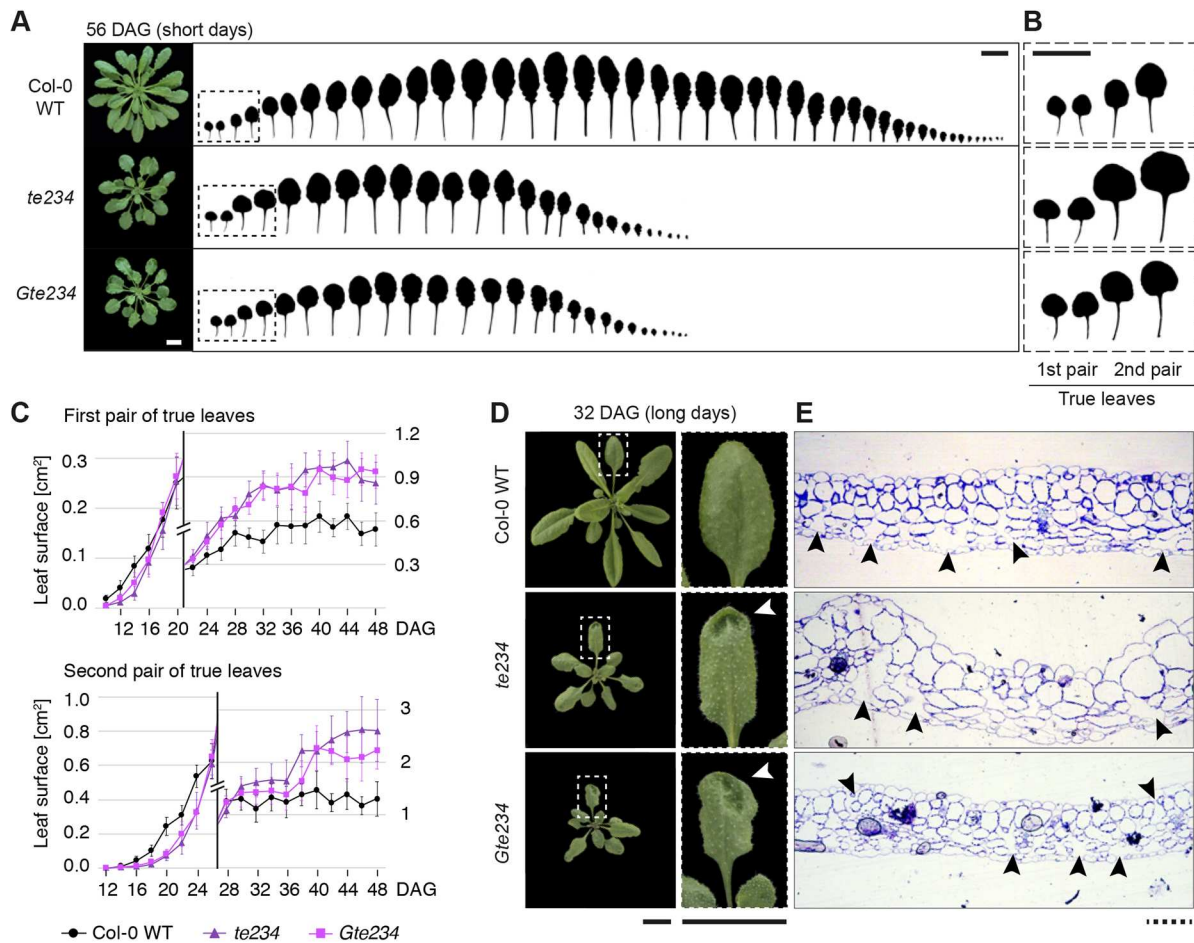 A
56 DAG (short days)
Col-0
WT
te234
Gte234
B
1st pair 2nd pair
True leaves
C
First pair of true leaves
Leaf surface [cm²]
0.3
0.2
0.1
0.0
1.2
0.9
0.6
0.3
12 16 20 24 28 32 36 40 44 48 DAG
Second pair of true leaves
Leaf surface [cm²]
1.0
0.8
0.6
0.4
0.2
0.0
3
2
1
12 16 20 24 28 32 36 40 44 48 DAG
Col-0 WT te234 Gte234
D
32 DAG (long days)
Col-0 WT
te234
Gte234
E